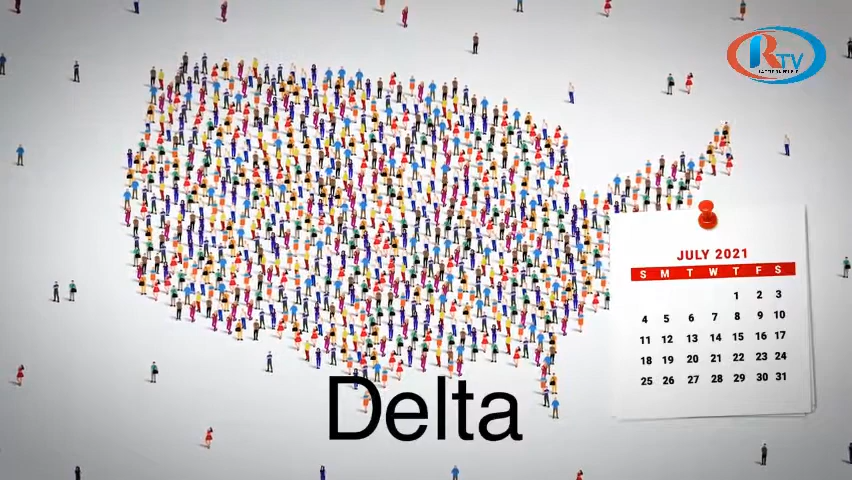 RTV
JULY 2021
S M T W T F S
1 2 3
4 5 6 7 8 9 10
11 12 13 14 15 16 17
18 19 20 21 22 23 24
25 26 27 28 29 30 31
Delta